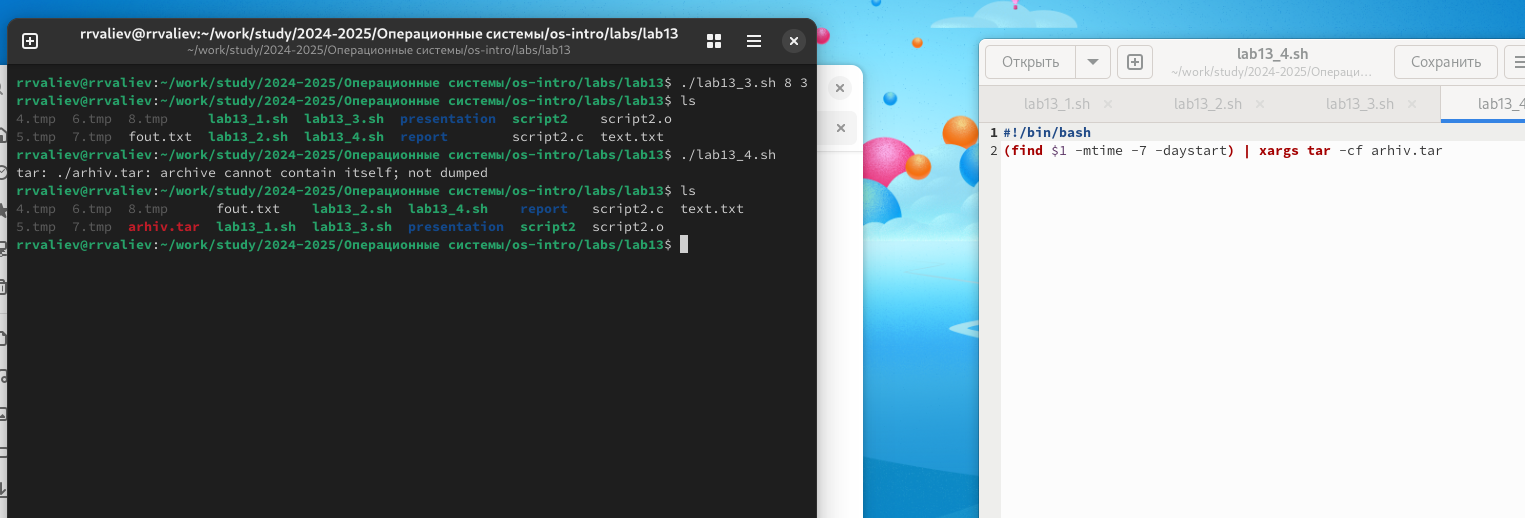 rrvaliev@rrvaliev:~/work/study/2024-2025/Операционные системы/os-intro/labs/lab13
~/work/study/2024-2025/Операционные системы/os-intro/labs/lab13
rrvaliev@rrvaliev:~/work/study/2024-2025/Операционные системы/os-intro/labs/lab13$ ./lab13_3.sh 8 3
rrvaliev@rrvaliev:~/work/study/2024-2025/Операционные системы/os-intro/labs/lab13$ ls
4.tmp 6.tmp 8.tmp lab13_1.sh lab13_3.sh presentation script2 script2.o
5.tmp 7.tmp fout.txt lab13_2.sh lab13_4.sh report script2.c text.txt
rrvaliev@rrvaliev:~/work/study/2024-2025/Операционные системы/os-intro/labs/lab13$ ./lab13_4.sh
tar: ./arhiv.tar: archive cannot contain itself; not dumped
rrvaliev@rrvaliev:~/work/study/2024-2025/Операционные системы/os-intro/labs/lab13$ ls
4.tmp 6.tmp 8.tmp fout.txt lab13_2.sh lab13_4.sh report script2.c text.txt
5.tmp 7.tmp arhiv.tar lab13_1.sh lab13_3.sh presentation script2 script2.o
rrvaliev@rrvaliev:~/work/study/2024-2025/Операционные системы/os-intro/labs/lab13$
Открыть
lab13_4.sh
~/work/study/2024-2025/Операци…
Сохранить
lab13_1.sh lab13_2.sh lab13_3.sh lab13_4
1 #!/bin/bash
2 (find $1 -mtime -7 -daystart) | xargs tar -cf arhiv.tar